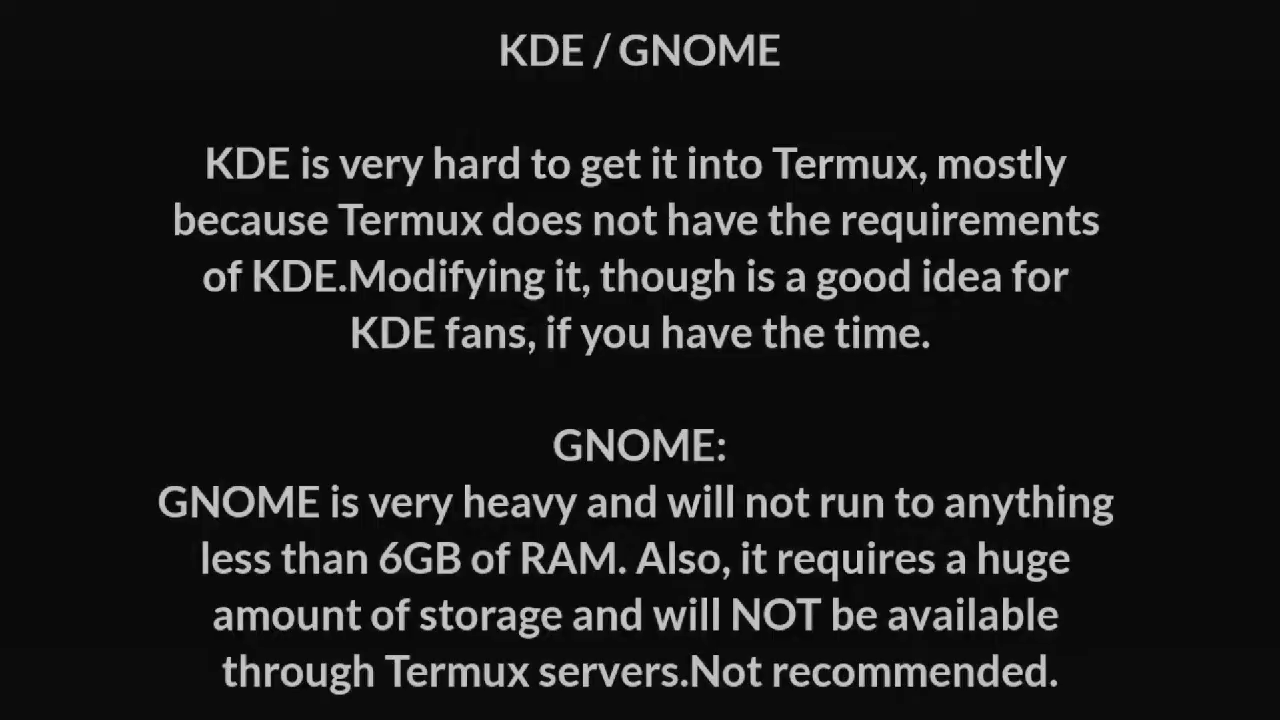 KDE / GNOME
KDE is very hard to get it into Termux, mostly
because Termux does not have the requirements
of KDE.Modifying it, though is a good idea for
KDE fans, if you have the time.
GNOME:
GNOME is very heavy and will not run to anything
less than 6GB of RAM. Also, it requires a huge
amount of storage and will NOT be available
through Termux servers.Not recommended.